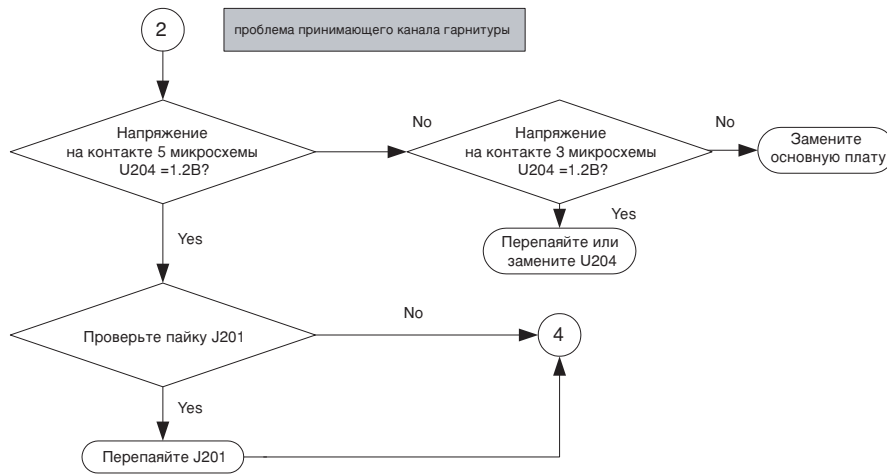 2
проблема принимающего канала гарнитуры
Напряжение
на контакте 5 микросхемы
U204 =1.2В?
No
Напряжение
на контакте 3 микросхемы
U204 =1.2В?
No
Замените
основную плату
Yes
Yes
Перепаяйте или
замените U204
Проверьте пайку J201
No
4
Yes
Перепаяйте J201